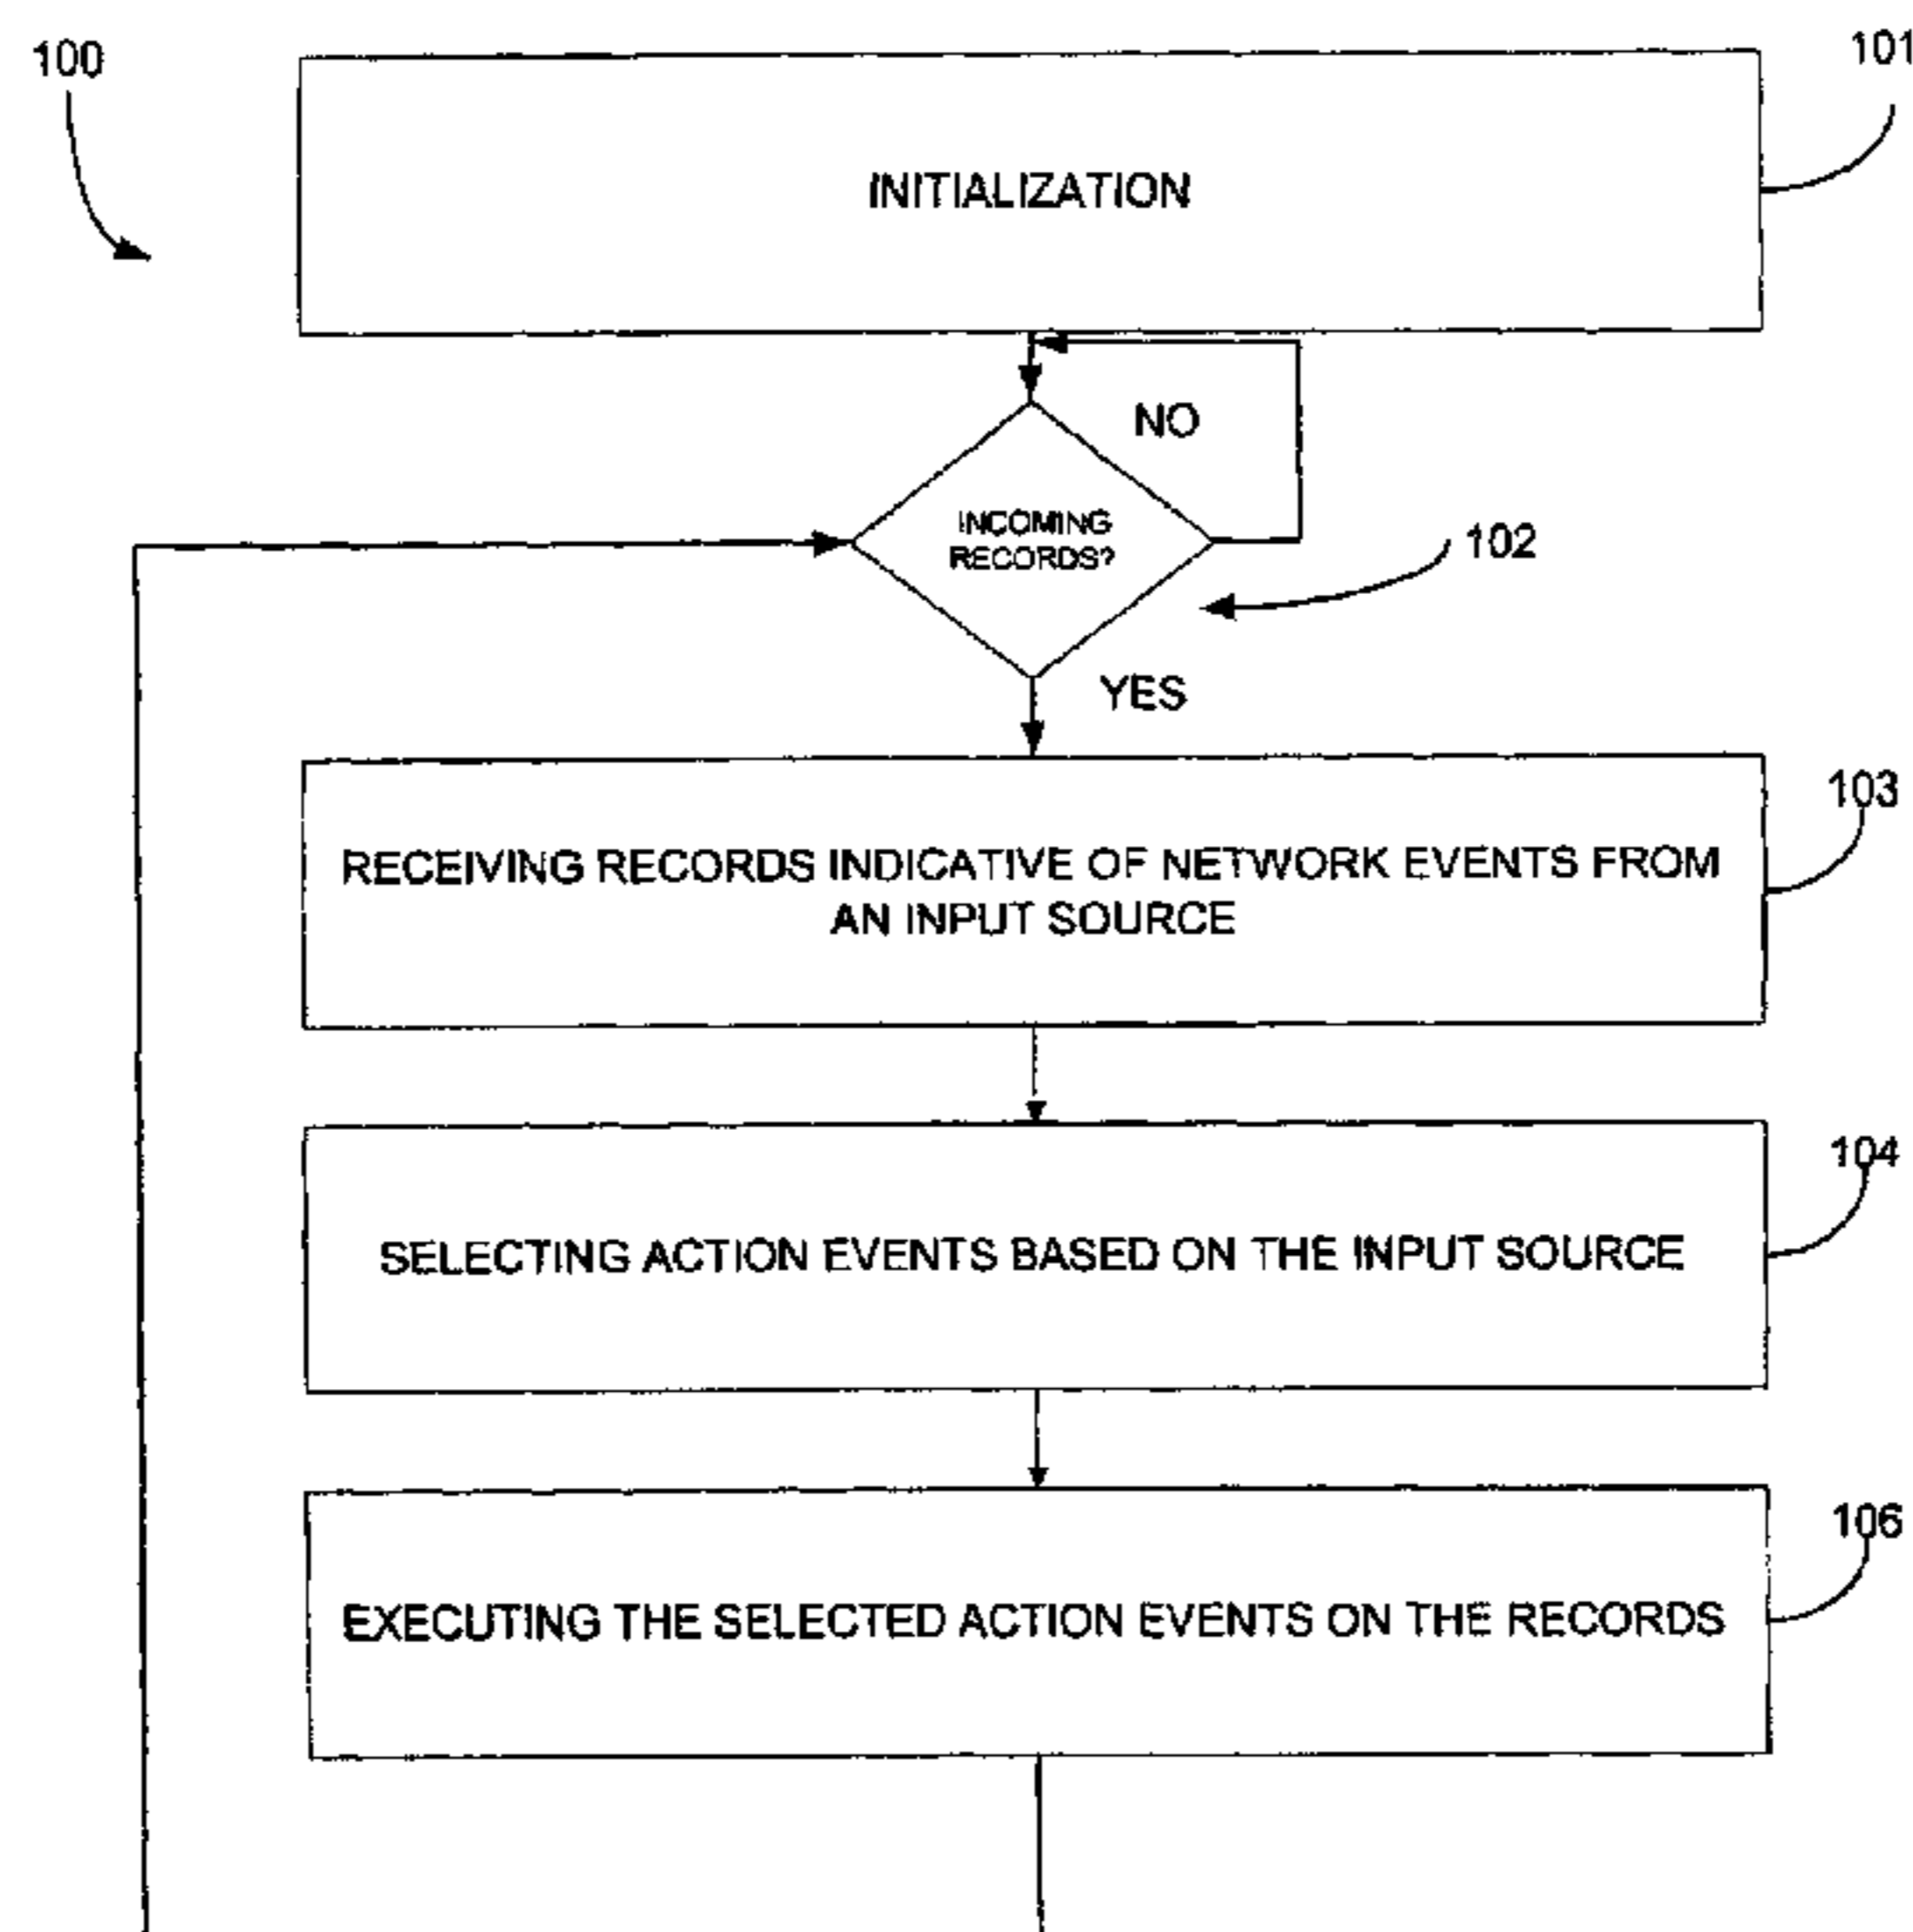 100
101
INITIALIZATION
NO
INCOMING
RECORDS?
102
YES
103
RECEIVING RECORDS INDICATIVE OF NETWORK EVENTS FROM
AN INPUT SOURCE
104
SELECTING ACTION EVENTS BASED ON THE INPUT SOURCE
106
EXECUTING THE SELECTED ACTION EVENTS ON THE RECORDS